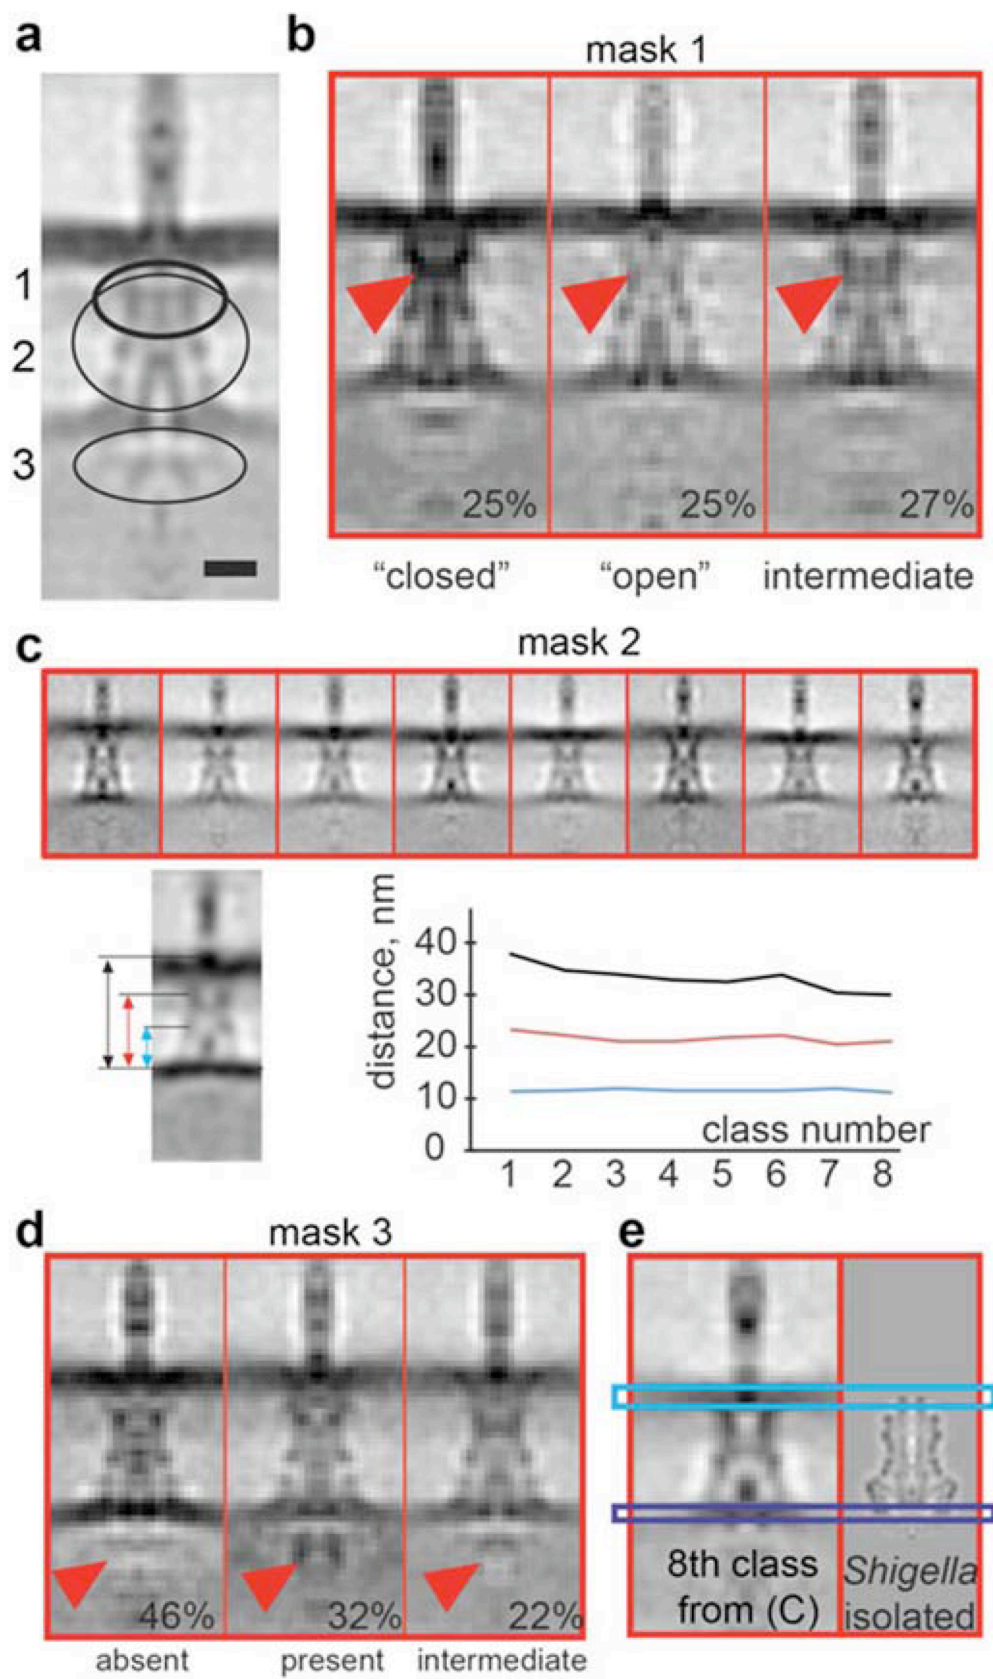 a
1
2
3
b
mask 1
25%
25%
27%
“closed”
“open”
intermediate
c
mask 2
distance, nm
40
30
20
10
0
class number
1 2 3 4 5 6 7 8
d
mask 3
46%
32%
22%
absent
present
intermediate
e
8th class
from (C)
Shigella
isolated